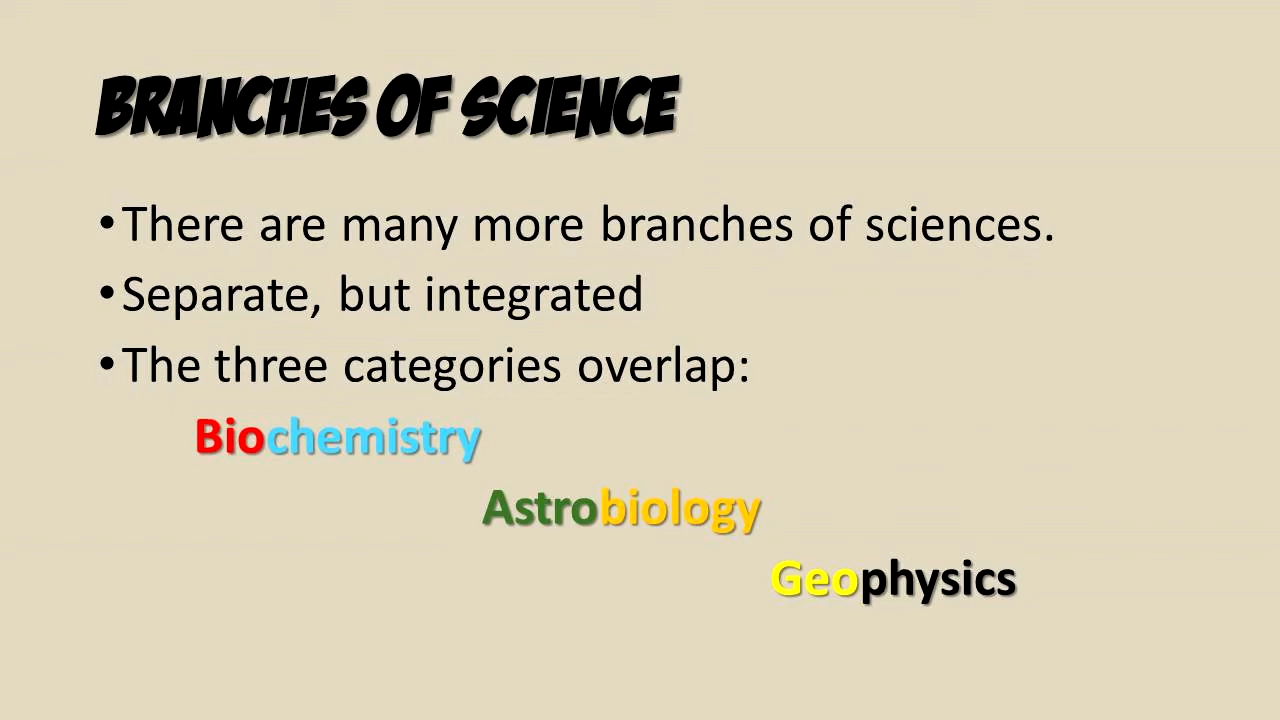 BRANCHES OF SCIENCE
•There are many more branches of sciences.
•Separate, but integrated
•The three categories overlap:
Biochemistry
Astrobiology
Geophysics